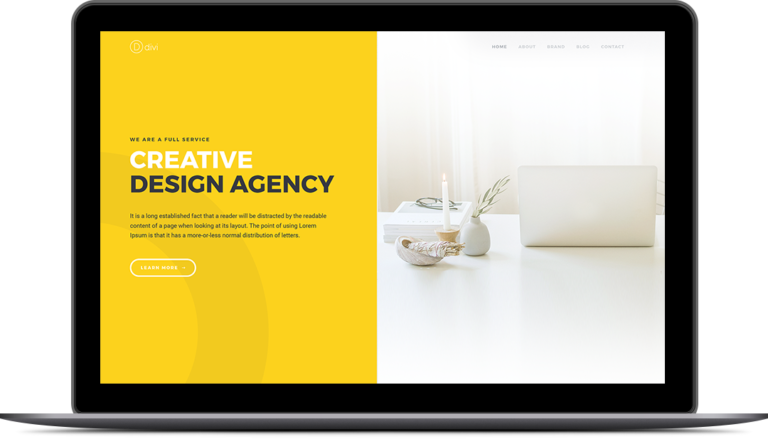 D divi
HOME ABOUT BRAND BLOG CONTACT
WE ARE A FULL SERVICE
CREATIVE
DESIGN AGENCY
It is a long established fact that a reader will be distracted by the readable
content of a page when looking at its layout. The point of using Lorem
Ipsum is that it has a more-or-less normal distribution of letters.
LEARN MORE →